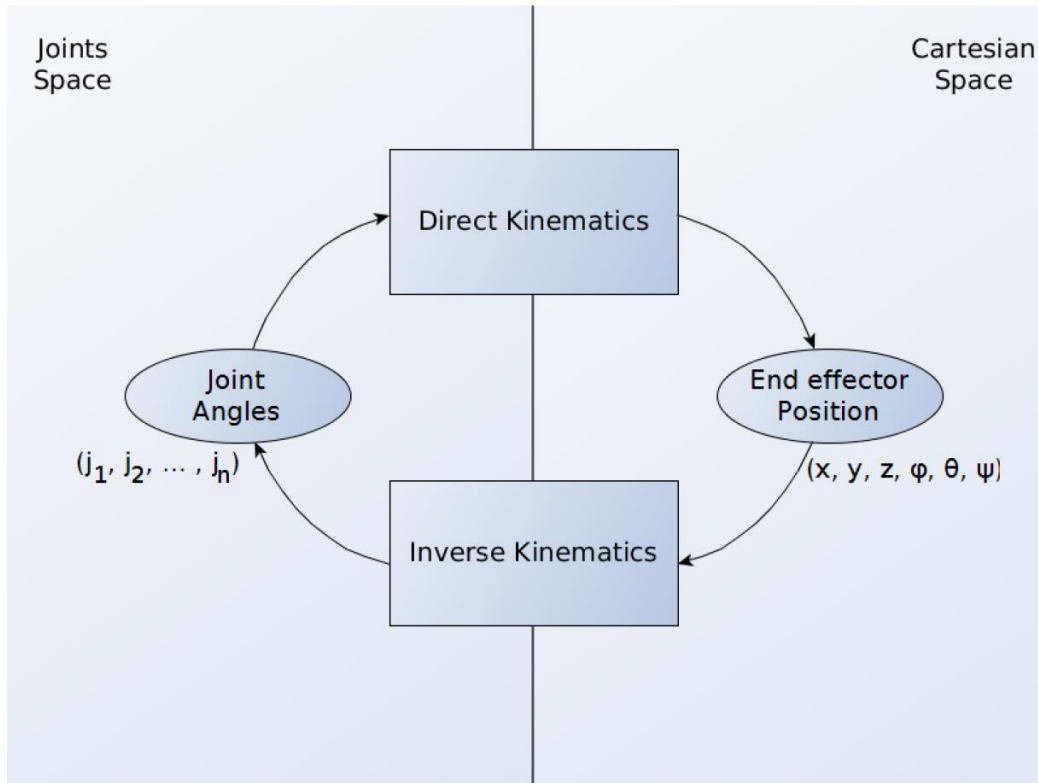 Joints
Space
Cartesian
Space
Direct Kinematics
Joint
Angles
(j₁, j₂, ... , jₙ)
End effector
Position
(x, y, z, φ, θ, ψ)
Inverse Kinematics